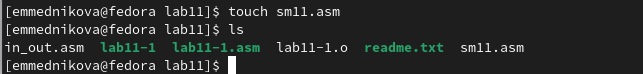 [emmednikova@fedora lab11]$ touch sm11.asm
[emmednikova@fedora lab11]$ ls
in_out.asm  lab11-1  lab11-1.asm  lab11-1.o  readme.txt  sm11.asm
[emmednikova@fedora lab11]$